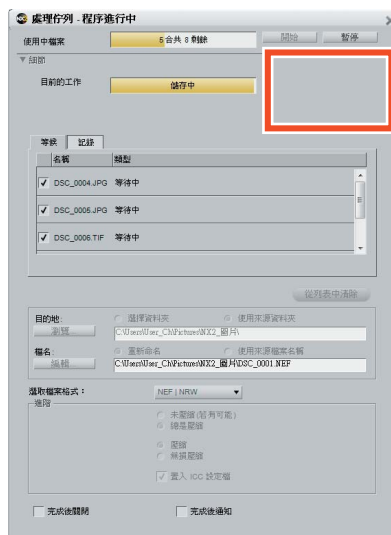 處理佇列 - 程序進行中
使用中檔案
5 合共 8 剩餘
開始
暫停
細節
目前的工作
儲存中
等候
記錄
名稱
類型
DSC_0004.JPG 等待中
DSC_0005.JPG 等待中
DSC_0006.TIF 等待中
從列表中清除
目的地:
選擇資料夾
使用來源資料夾
瀏覽...
C:\Users\User_Ch\Pictures\NX2_圖片\
檔名:
重新命名
使用來源檔案名稱
編輯...
C:\Users\User_Ch\Pictures\NX2_圖片\DSC_0001.NEF
選取檔案格式:
NEF | NRW
進階
未壓縮 (若有可能)
總是壓縮
壓縮
無損壓縮
置入 ICC 設定檔
完成後關閉
完成後通知